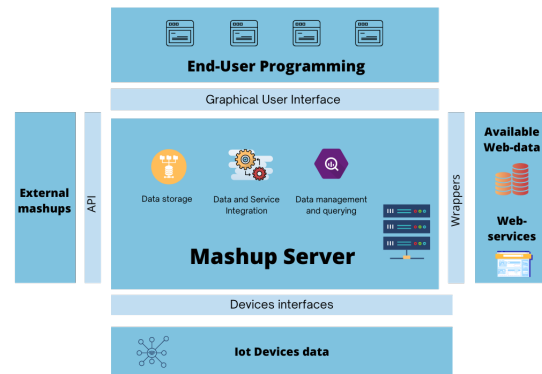 End-User Programming
Graphical User Interface
External
mashups
API
Data storage
Data and Service
Integration
Data management
and querying
Mashup Server
Wrappers
Available
Web-data
Web-
services
Devices interfaces
Iot Devices data